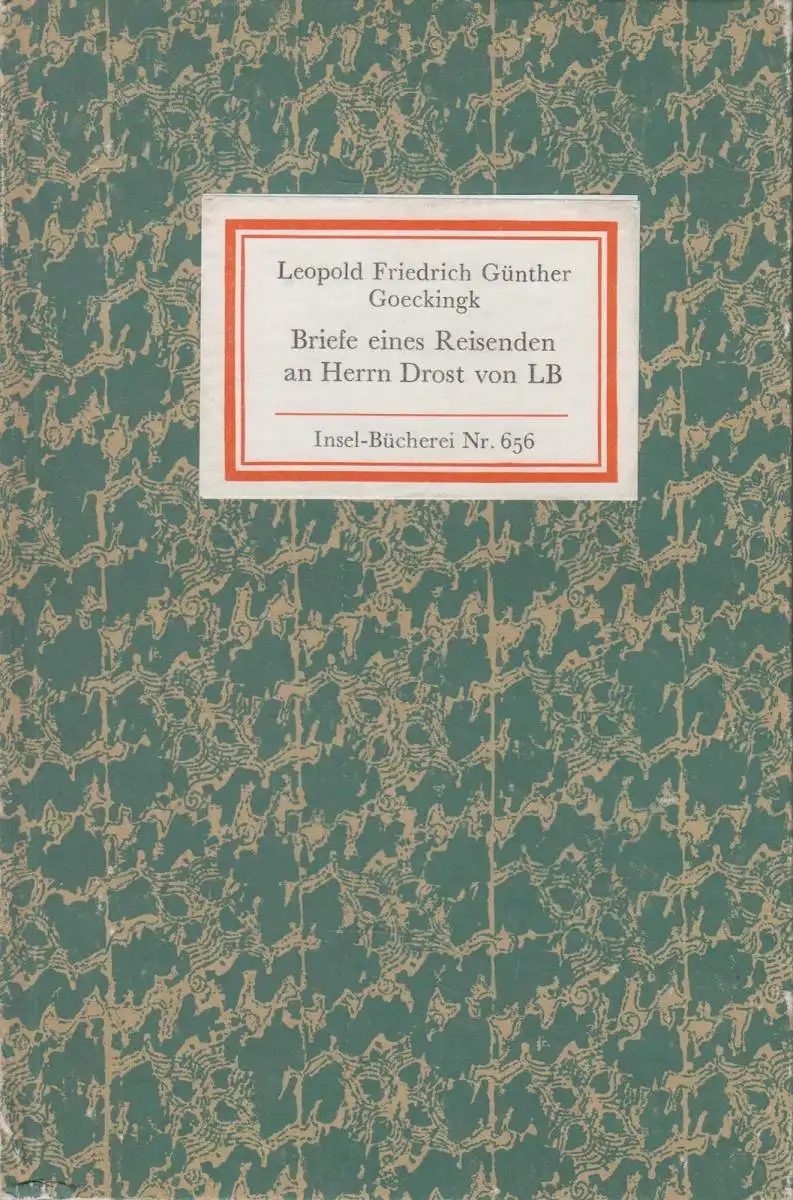 Leopold Friedrich Günther
Goeckingk
Briefe eines Reisenden
an Herrn Drost von LB
Insel-Bücherei Nr. 656